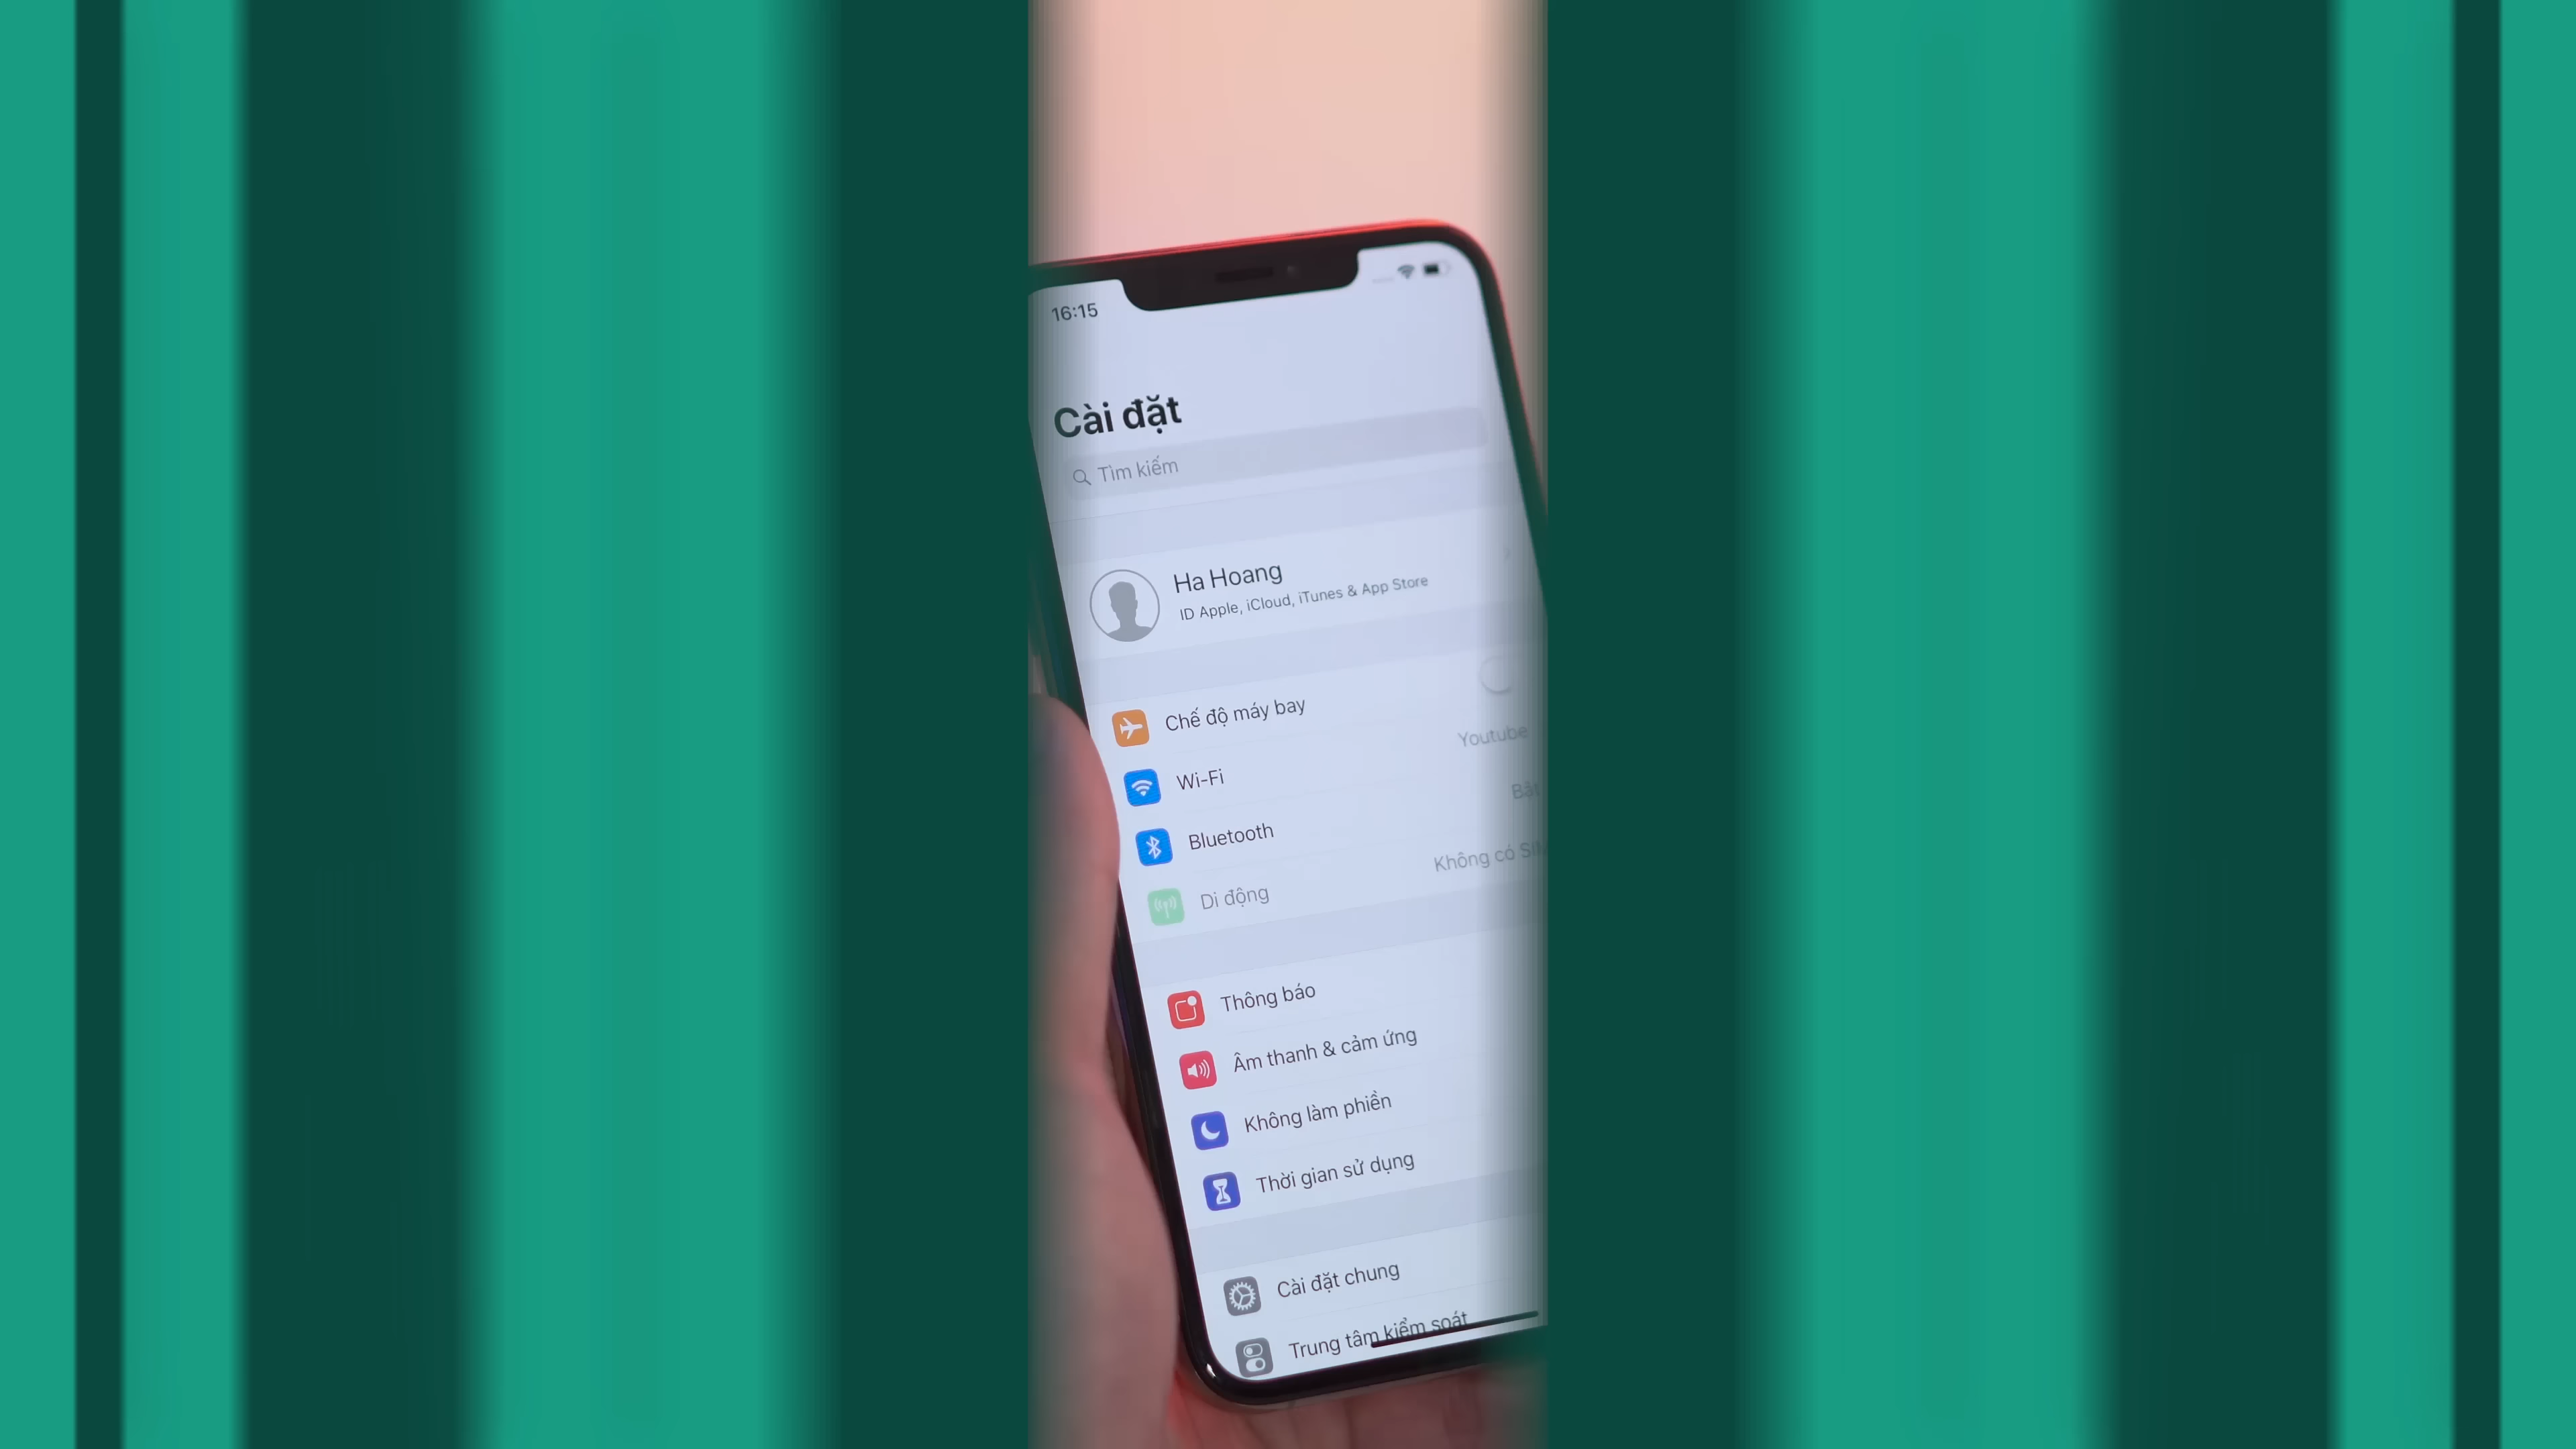 16:15
Cài đặt
Tìm kiếm
Ha Hoang
ID Apple, iCloud, iTunes & App Store
Chế độ máy bay
Wi-Fi
Youtube
Bluetooth
Bật
Di động
Không có
Thông báo
Âm thanh & cảm ứng
Không làm phiền
Thời gian sử dụng
Cài đặt chung
Trung tâm kiểm soát